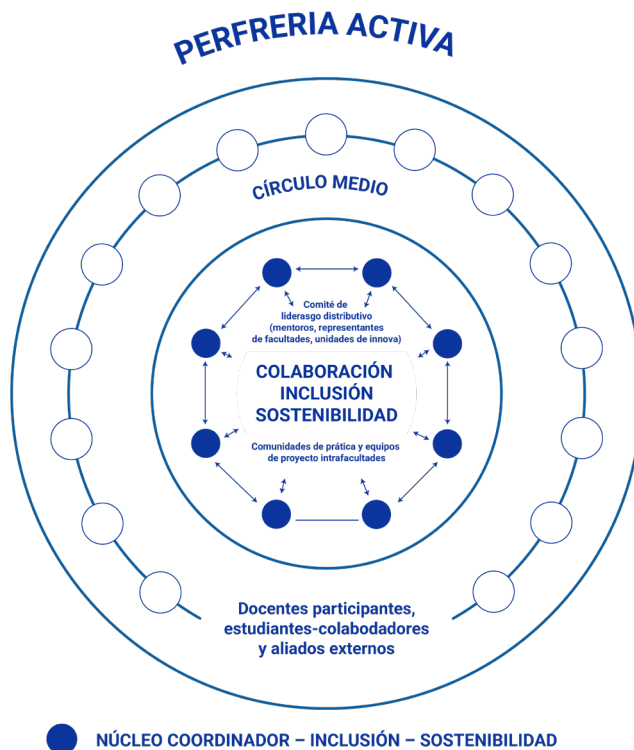 PERFRERIA ACTIVA
CÍRCULO MEDIO
Comité de
liderasgo distributivo
(mentoros, representantes
de facultades, unidades de innova)
COLABORACIÓN
INCLUSIÓN
SOSTENIBILIDAD
Comunidades de prática y equipos
de proyecto intrafacultades
Docentes participantes,
estudiantes-colabodadores
y aliados externos
NÚCLEO COORDINADOR – INCLUSIÓN – SOSTENIBILIDAD